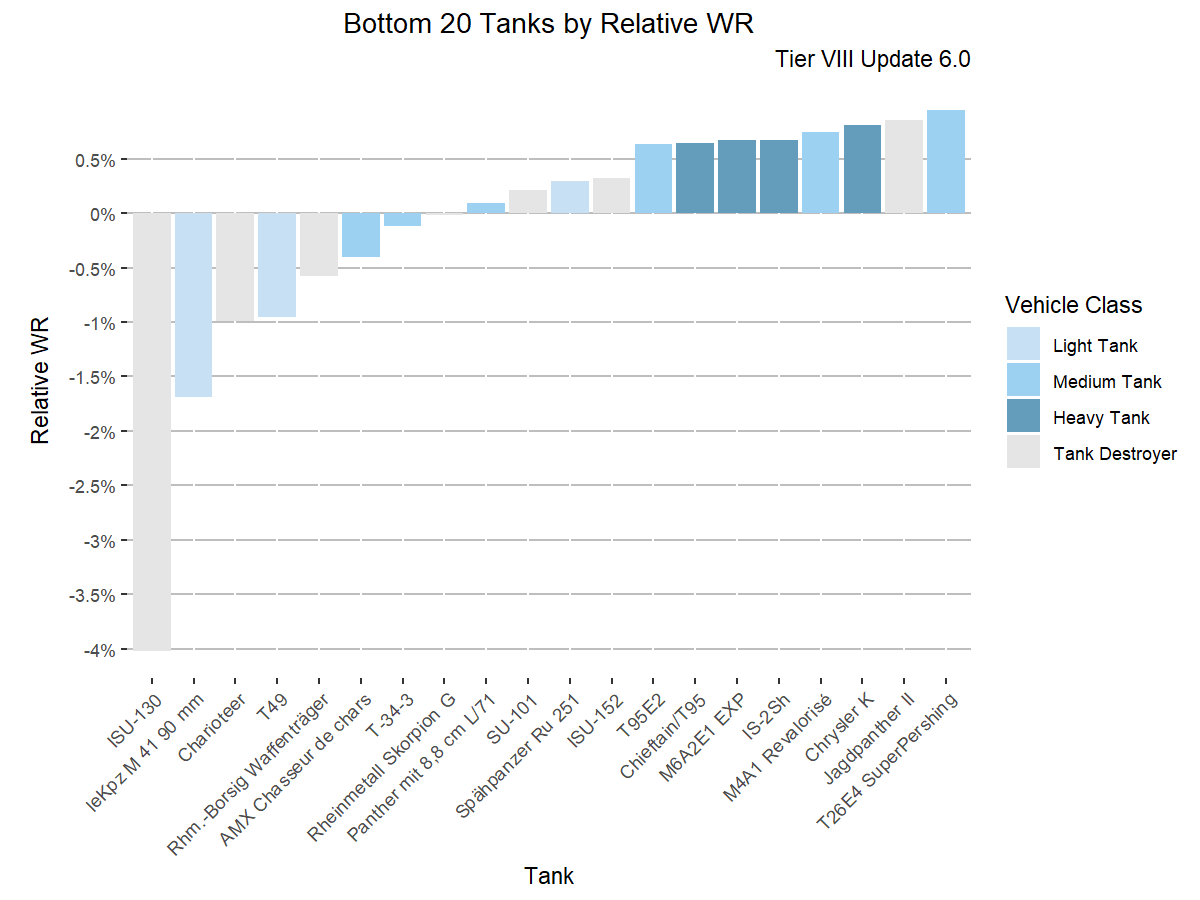 Bottom 20 Tanks by Relative WR
Tier VIII Update 6.0
0.5%
0%
-0.5%
-1%
-1.5%
-2%
-2.5%
-3%
-3.5%
-4%
Relative WR
ISU-130
leKpz M 41 90 mm
Charioteer
T49
Rhm.-Borsig Waffenträger
AMX Chasseur de chars
T-34-3
Rheinmetall Skorpion G
Panther mit 8,8 cm L/71
SU-101
Spähpanzer Ru 251
ISU-152
T95E2
Chieftain/T95
M6A2E1 EXP
IS-2Sh
M4A1 Revalorisé
Chrysler K
Jagdpanther II
T26E4 SuperPershing
Tank
Vehicle Class
Light Tank
Medium Tank
Heavy Tank
Tank Destroyer